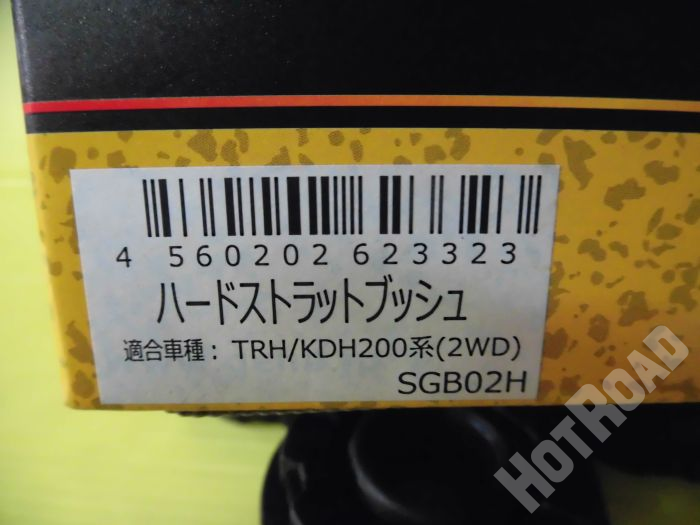 4 560202 623323
ハードストラットブッシュ
適合車種： TRH/KDH200系(2WD)
SGB02H
HOTROAD